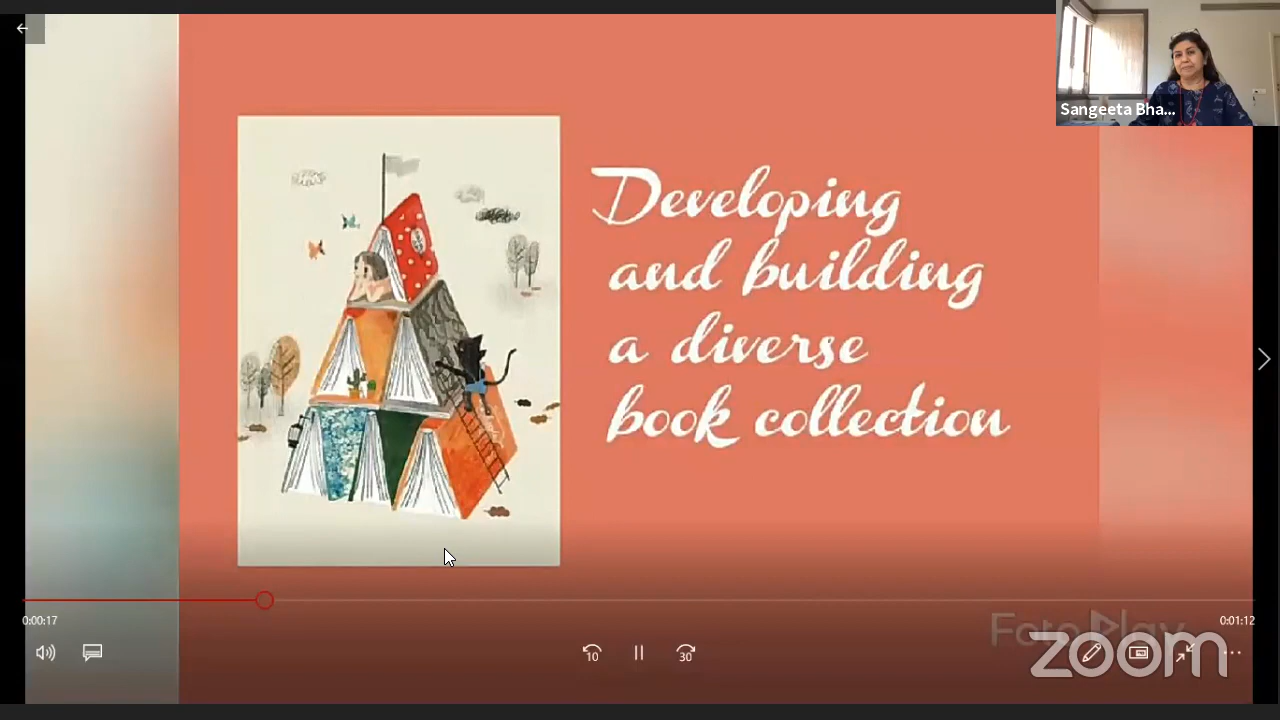 Sangeeta Bha...
Developing
and building
a diverse
book collection
0:00:17
0:01:12
FotoPlay
10
30
zoom